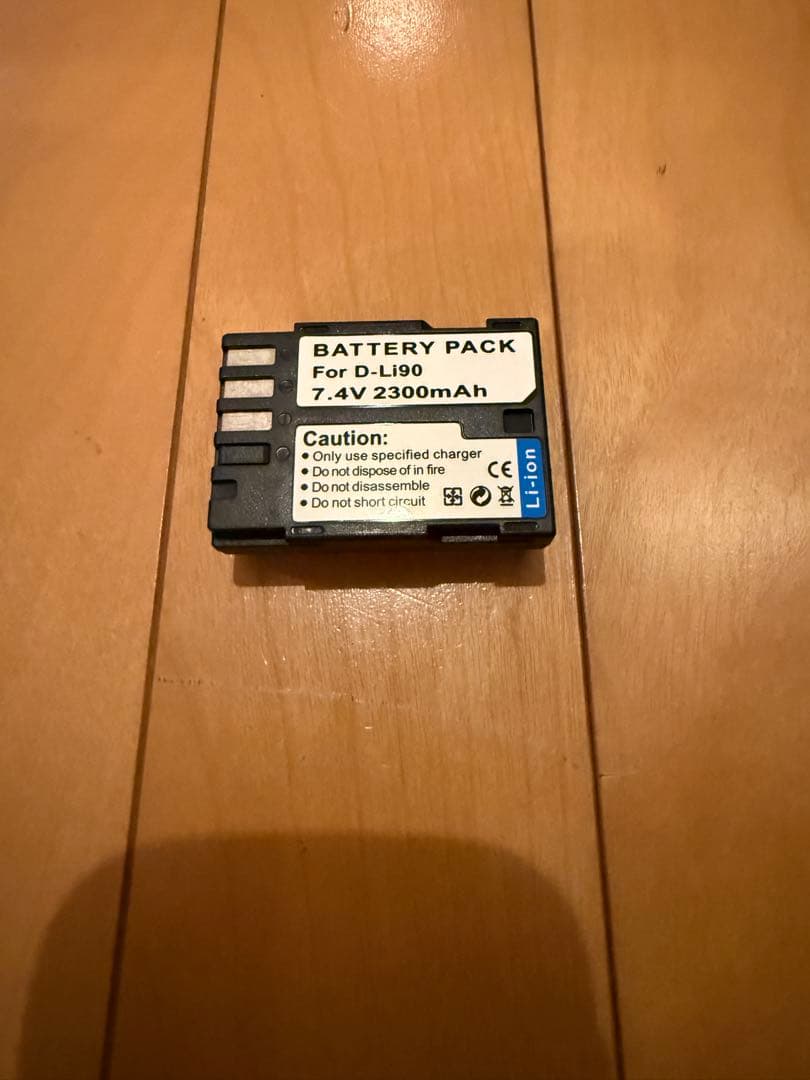 BATTERY PACK
For D-Li90
7.4V 2300mAh
Caution:
• Only use specified charger
• Do not dispose of in fire
• Do not disassemble
• Do not short circuit
CE
Li-ion